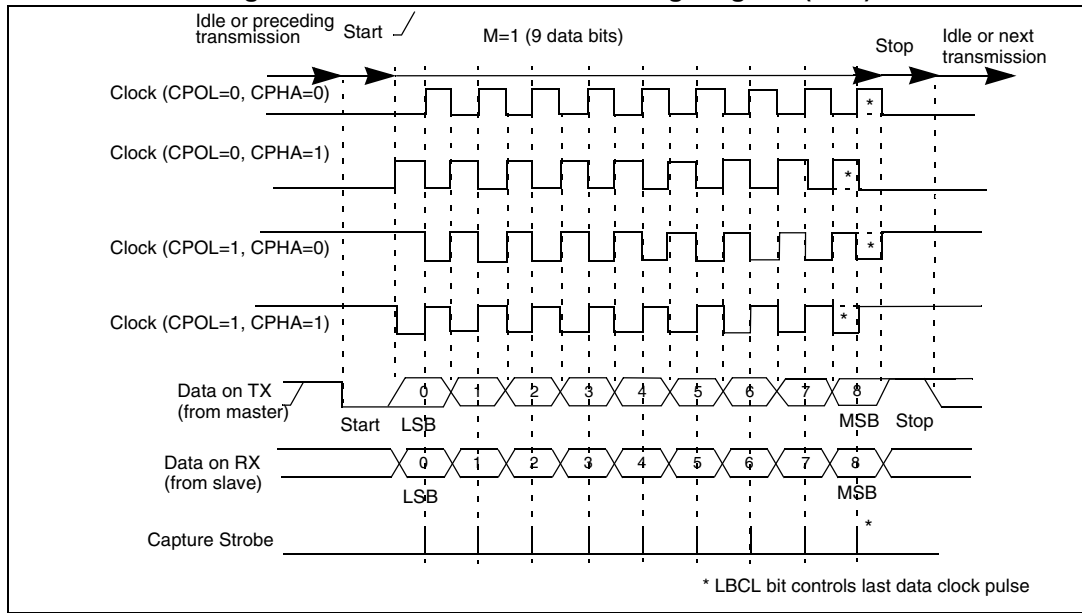 Idle or preceding
transmission
Start
M=1 (9 data bits)
Stop
Idle or next
transmission
Clock (CPOL=0, CPHA=0)
*
Clock (CPOL=0, CPHA=1)
*
Clock (CPOL=1, CPHA=0)
*
Clock (CPOL=1, CPHA=1)
*
Data on TX
(from master)
0 1 2 3 4 5 6 7 8
Start LSB MSB Stop
Data on RX
(from slave)
0 1 2 3 4 5 6 7 8
LSB MSB
*
Capture Strobe
* LBCL bit controls last data clock pulse